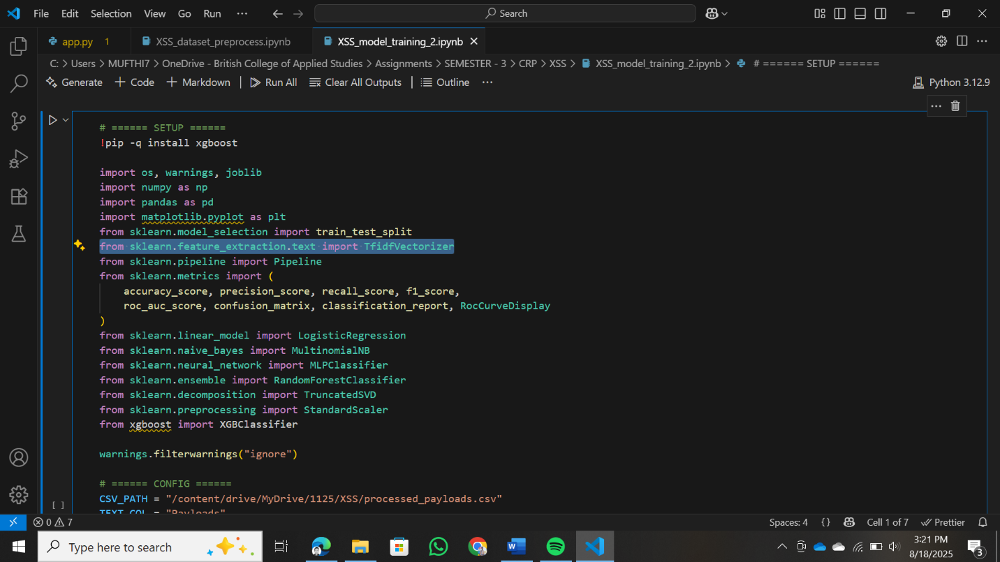 File Edit Selection View Go Run ··· Search
app.py 1 XSS_dataset_preprocess.ipynb XSS_model_training_2.ipynb
C: > Users > MUFTHI7 > OneDrive - British College of Applied Studies > Assignments > SEMESTER - 3 > CRP > XSS > XSS_model_training_2.ipynb > # ====== SETUP ======
Generate + Code + Markdown | Run All Clear All Outputs | Outline ··· Python 3.12.9
# ====== SETUP ======
!pip -q install xgboost
import os, warnings, joblib
import numpy as np
import pandas as pd
import matplotlib.pyplot as plt
from sklearn.model_selection import train_test_split
from sklearn.feature_extraction.text import TfidfVectorizer
from sklearn.pipeline import Pipeline
from sklearn.metrics import (
    accuracy_score, precision_score, recall_score, f1_score,
    roc_auc_score, confusion_matrix, classification_report, RocCurveDisplay
)
from sklearn.linear_model import LogisticRegression
from sklearn.naive_bayes import MultinomialNB
from sklearn.neural_network import MLPClassifier
from sklearn.ensemble import RandomForestClassifier
from sklearn.decomposition import TruncatedSVD
from sklearn.preprocessing import StandardScaler
from xgboost import XGBClassifier
warnings.filterwarnings("ignore")
# ====== CONFIG ======
[ ] CSV_PATH = "/content/drive/MyDrive/1125/XSS/processed_payloads.csv"
TEXT_COL = "Payloads"
0 7 Spaces: 4 {} Cell 1 of 7 Prettier
Type here to search 3:21 PM
8/18/2025 3